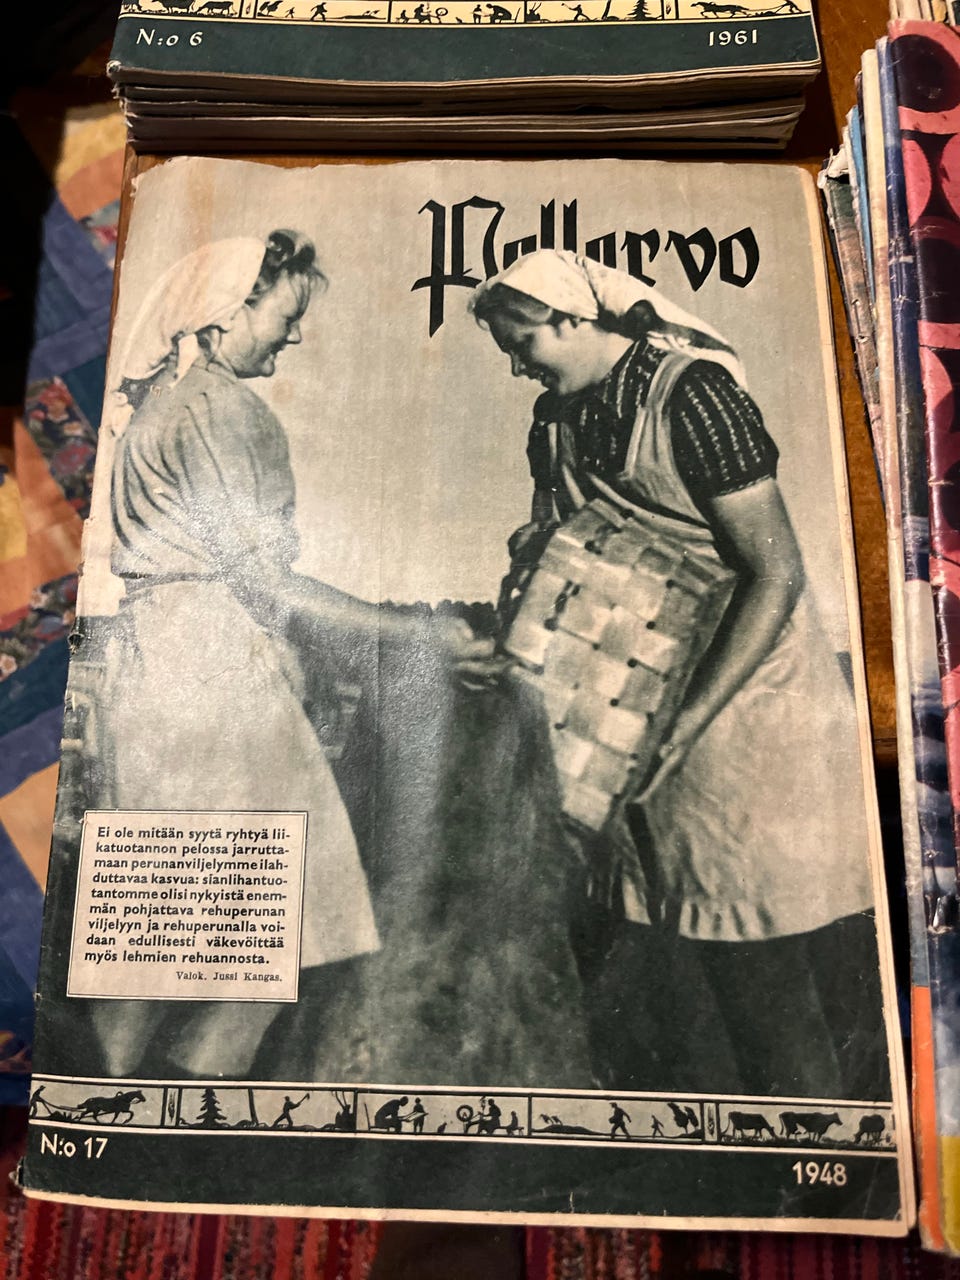 N:o 6 1961
Pellervo
Ei ole mitään syytä ryhtyä lii-
katuotannon pelossa jarrutta-
maan perunanviljelymme ilah-
duttavaa kasvua: sianlihantuo-
tantomme olisi nykyistä enem-
män pohjattava rehuperunan
viljelyyn ja rehuperunalla voi-
daan edullisesti väkevöittää
myös lehmien rehuannosta.
Valok. Jussi Kangas.
N:o 17
1948